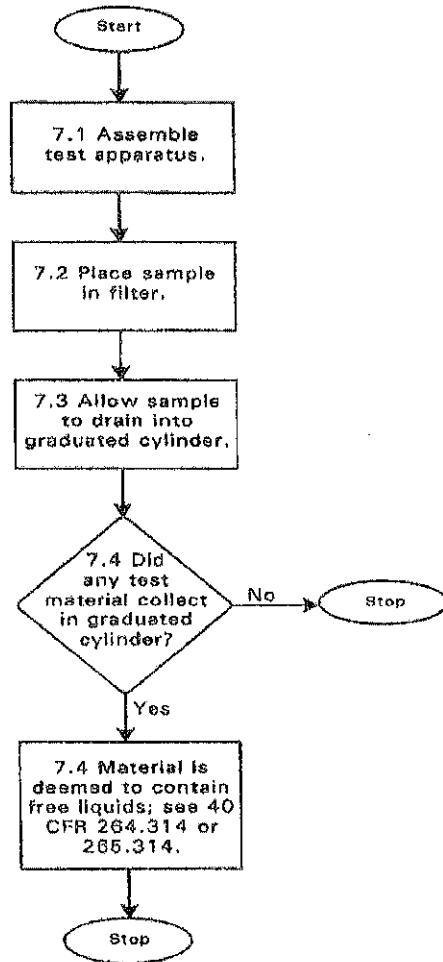 Start
7.1 Assemble
test apparatus.
7.2 Place sample
in filter.
7.3 Allow sample
to drain into
graduated cylinder.
7.4 Did
any test
material collect
in graduated
cylinder?
No
Stop
Yes
7.4 Material is
deemed to contain
free liquids; see 40
CFR 264.314 or
265.314.
Stop